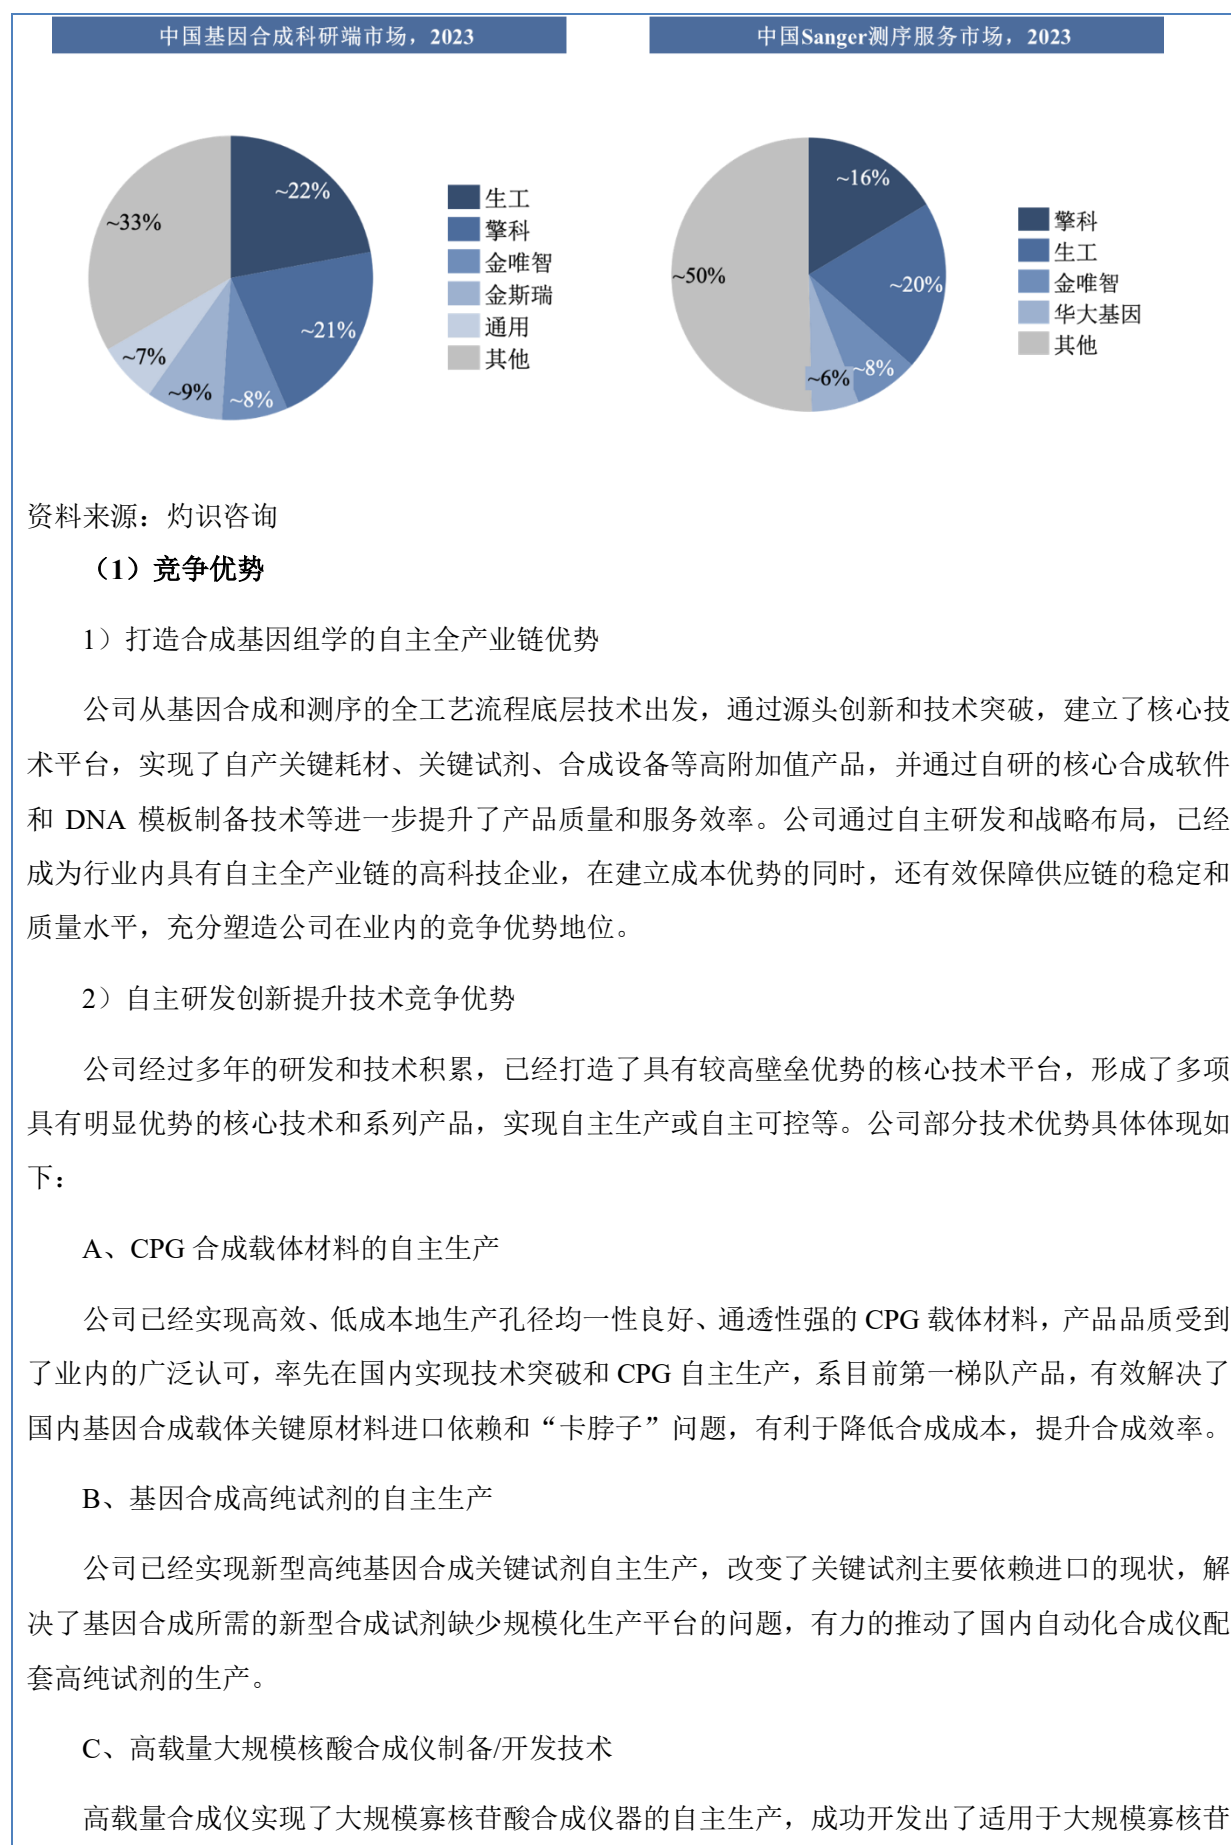 中国基因合成科研端市场，2023
~22%
~21%
~8%
~9%
~7%
~33%
生工
擎科
金唯智
金斯瑞
通用
其他
中国Sanger测序服务市场，2023
~16%
~20%
~8%
~6%
~50%
擎科
生工
金唯智
华大基因
其他
资料来源：灼识咨询
（1）竞争优势
1）打造合成基因组学的自主全产业链优势
公司从基因合成和测序的全工艺流程底层技术出发，通过源头创新和技术突破，建立了核心技
术平台，实现了自产关键耗材、关键试剂、合成设备等高附加值产品，并通过自研的核心合成软件
和 DNA 模板制备技术等进一步提升了产品质量和服务效率。公司通过自主研发和战略布局，已经
成为行业内具有自主全产业链的高科技企业，在建立成本优势的同时，还有效保障供应链的稳定和
质量水平，充分塑造公司在业内的竞争优势地位。
2）自主研发创新提升技术竞争优势
公司经过多年的研发和技术积累，已经打造了具有较高壁垒优势的核心技术平台，形成了多项
具有明显优势的核心技术和系列产品，实现自主生产或自主可控等。公司部分技术优势具体体现如
下：
A、CPG 合成载体材料的自主生产
公司已经实现高效、低成本地生产孔径均一性良好、通透性强的 CPG 载体材料，产品品质受到
了业内的广泛认可，率先在国内实现技术突破和 CPG 自主生产，系目前第一梯队产品，有效解决了
国内基因合成载体关键原材料进口依赖和“卡脖子”问题，有利于降低合成成本，提升合成效率。
B、基因合成高纯试剂的自主生产
公司已经实现新型高纯基因合成关键试剂自主生产，改变了关键试剂主要依赖进口的现状，解
决了基因合成所需的新型合成试剂缺少规模化生产平台的问题，有力的推动了国内自动化合成仪配
套高纯试剂的生产。
C、高载量大规模核酸合成仪制备/开发技术
高载量合成仪实现了大规模寡核苷酸合成仪器的自主生产，成功开发出了适用于大规模寡核苷